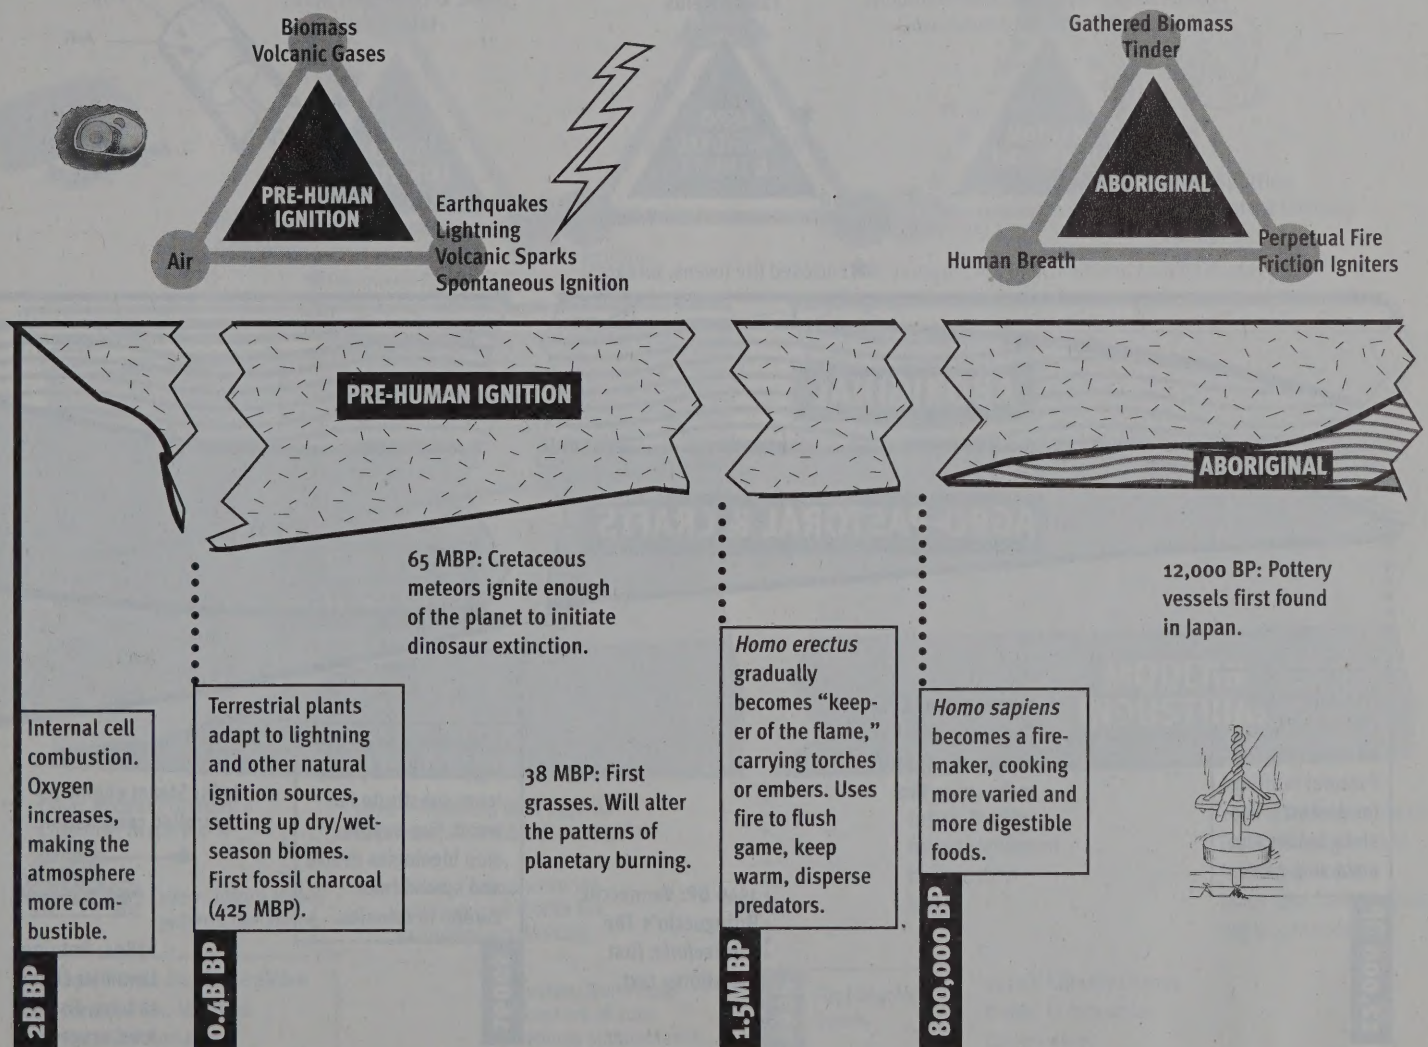 Biomass
Volcanic Gases
PRE-HUMAN
IGNITION
Air
Earthquakes
Lightning
Volcanic Sparks
Spontaneous Ignition
Gathered Biomass
Tinder
ABORIGINAL
Human Breath
Perpetual Fire
Friction Igniters
PRE-HUMAN IGNITION
ABORIGINAL
65 MBP: Cretaceous
meteors ignite enough
of the planet to initiate
dinosaur extinction.
12,000 BP: Pottery
vessels first found
in Japan.
Internal cell
combustion.
Oxygen
increases,
making the
atmosphere
more com-
bustible.
2B BP
Terrestrial plants
adapt to lightning
and other natural
ignition sources,
setting up dry/wet-
season biomes.
First fossil charcoal
(425 MBP).
0.4B BP
38 MBP: First
grasses. Will alter
the patterns of
planetary burning.
Homo erectus
gradually
becomes “keep-
er of the flame,”
carrying torches
or embers. Uses
fire to flush
game, keep
warm, disperse
predators.
1.5M BP
Homo sapiens
becomes a fire-
maker, cooking
more varied and
more digestible
foods.
800,000 BP